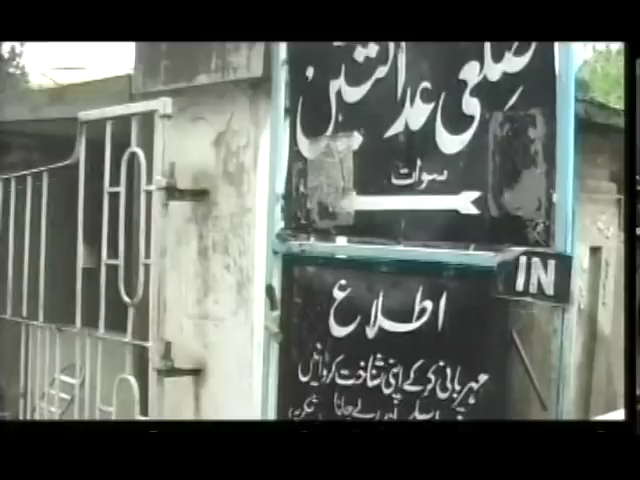 ضلعی عدالتیں
سوات
IN
اطلاع
مہربانی کر کے اپنی شناخت کروائیں